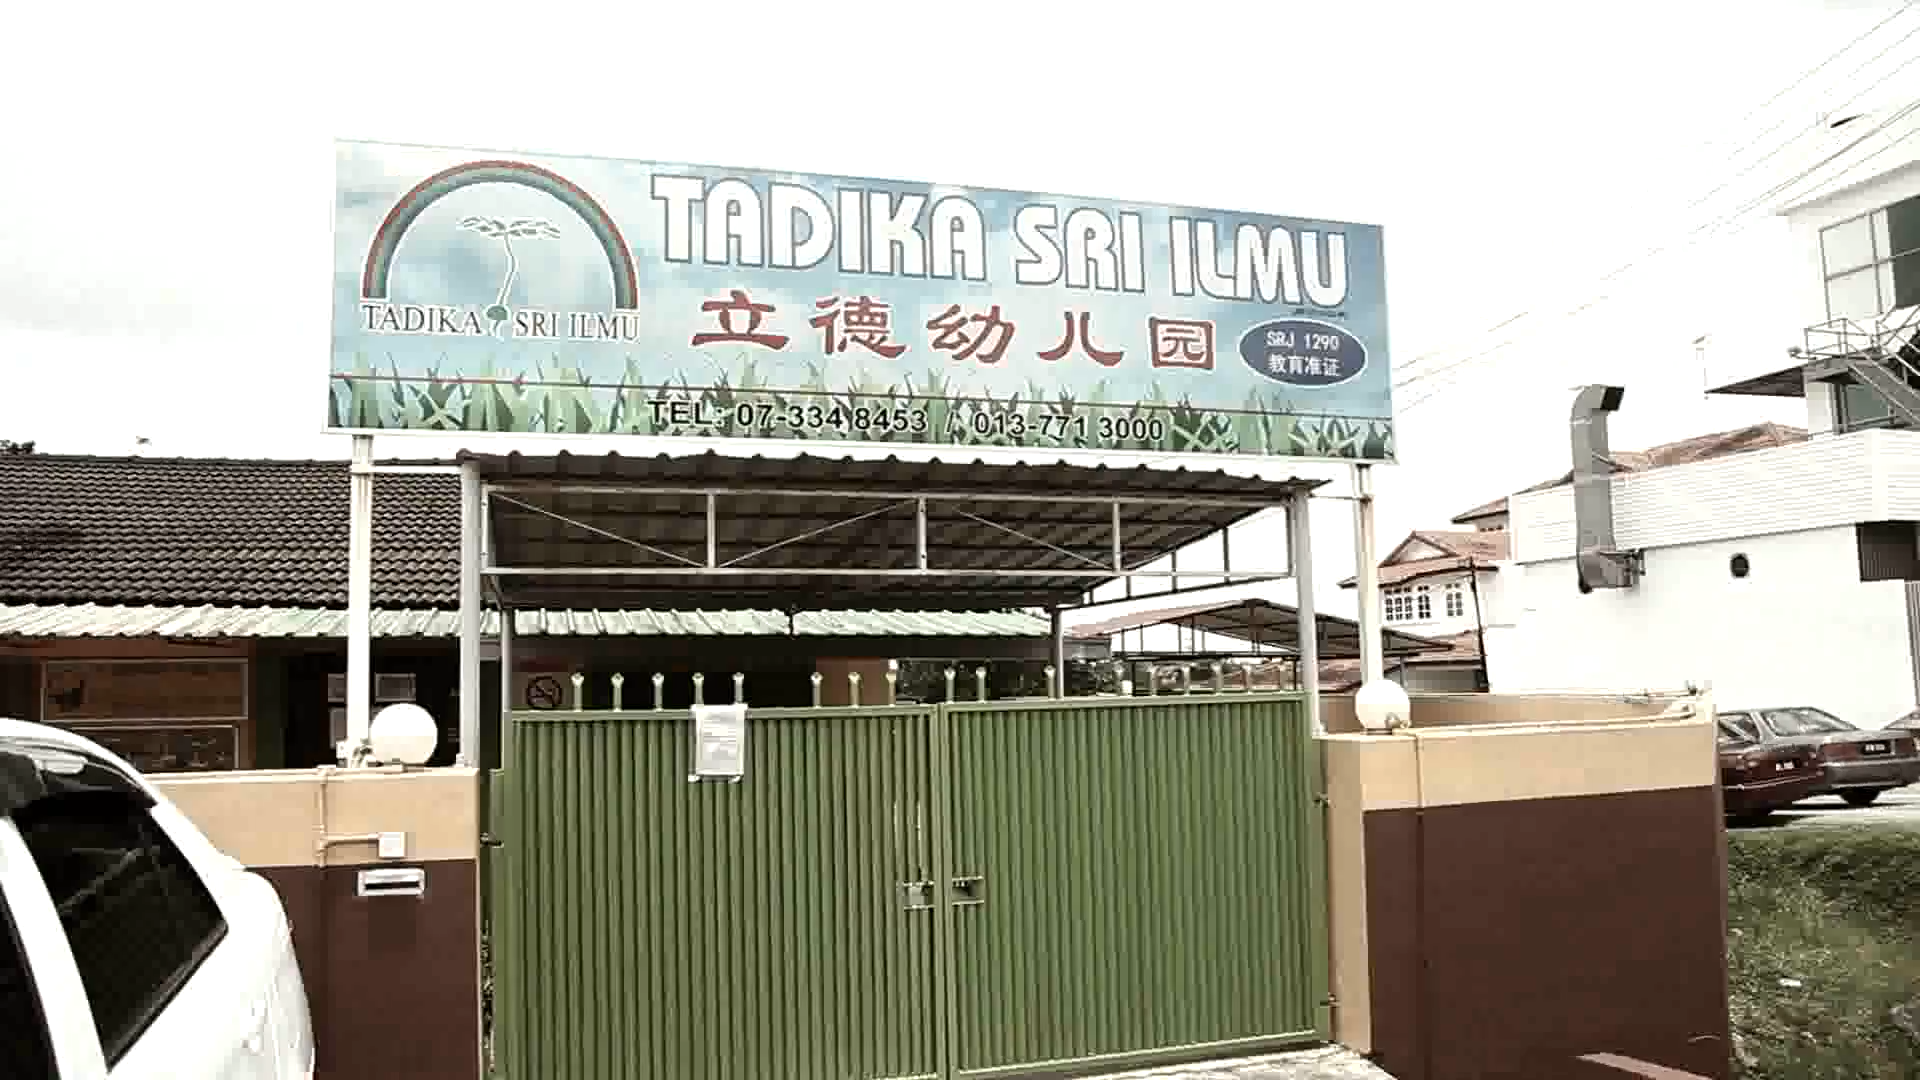 TADIKA SRI ILMU
TADIKA SRI ILMU
立德幼儿园
SRJ 1290
教育准证
TEL: 07-334 8453 / 013-771 3000